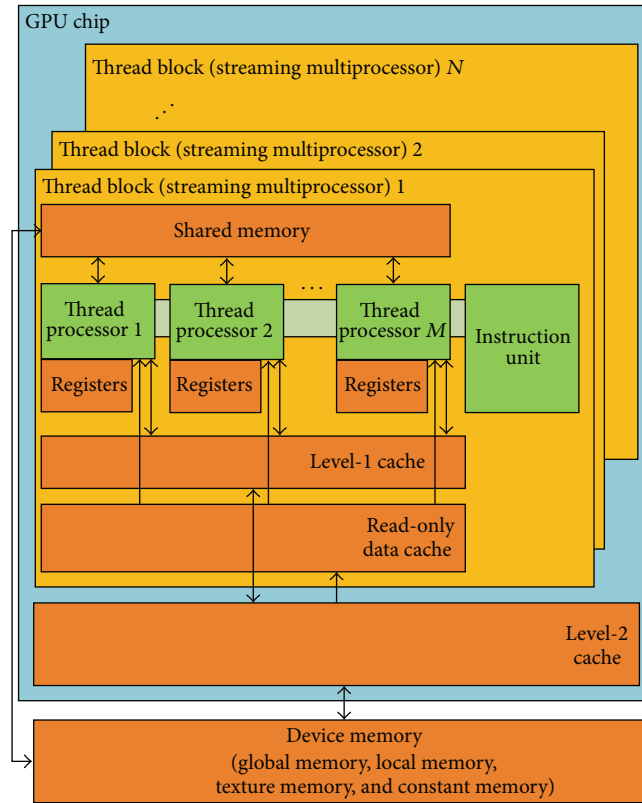 GPU chip
Thread block (streaming multiprocessor) N
⋰
Thread block (streaming multiprocessor) 2
Thread block (streaming multiprocessor) 1
Shared memory
Thread
processor 1
Thread
processor 2
⋯
Thread
processor M
Instruction
unit
Registers
Registers
Registers
Level-1 cache
Read-only
data cache
Level-2
cache
Device memory
(global memory, local memory,
texture memory, and constant memory)